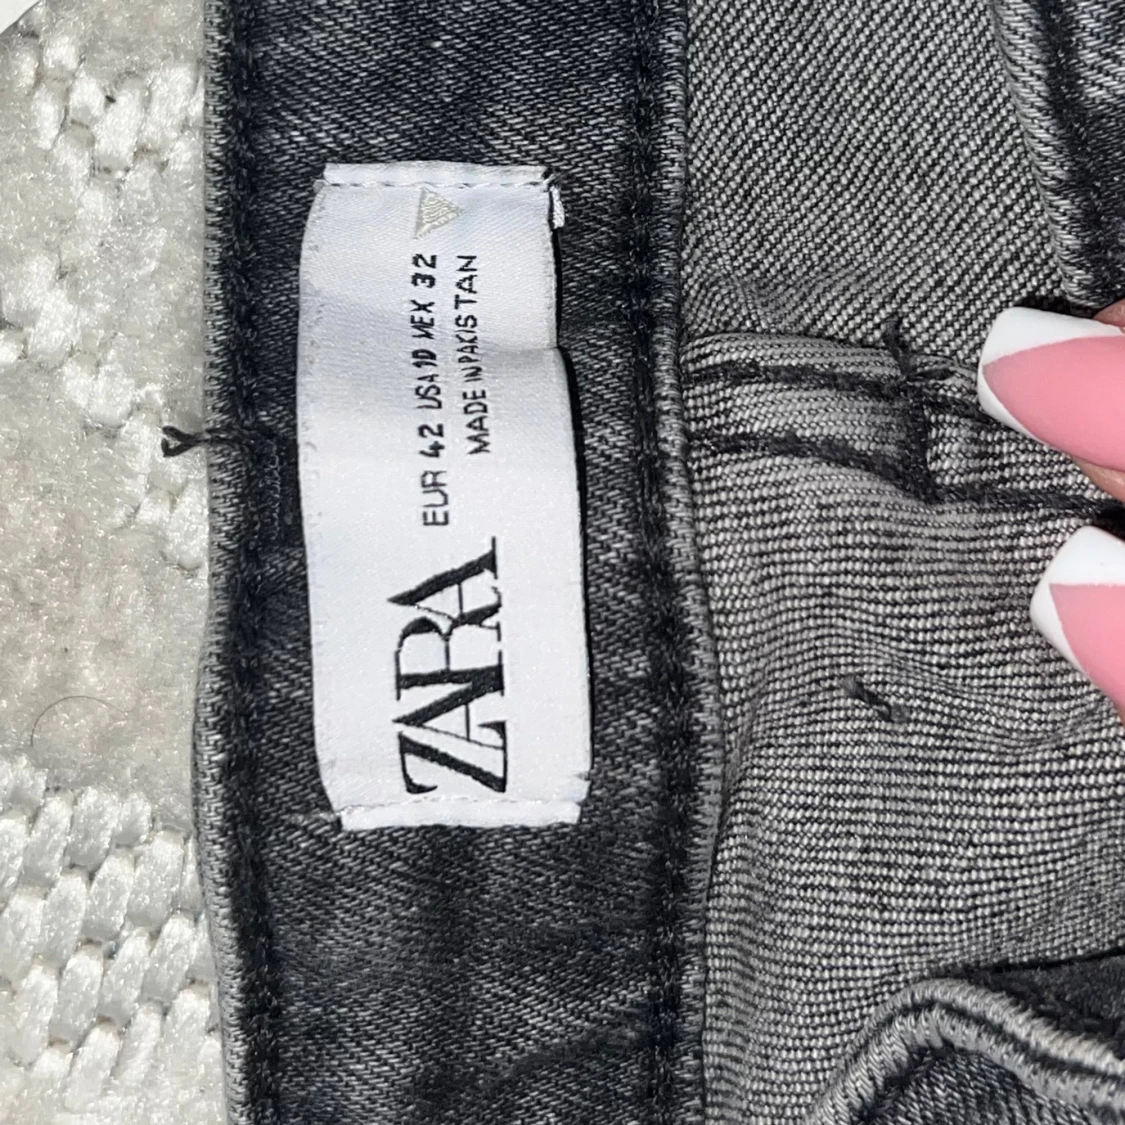 ZARA
EUR 42 USA 10 MEX 32
MADE IN PAKISTAN